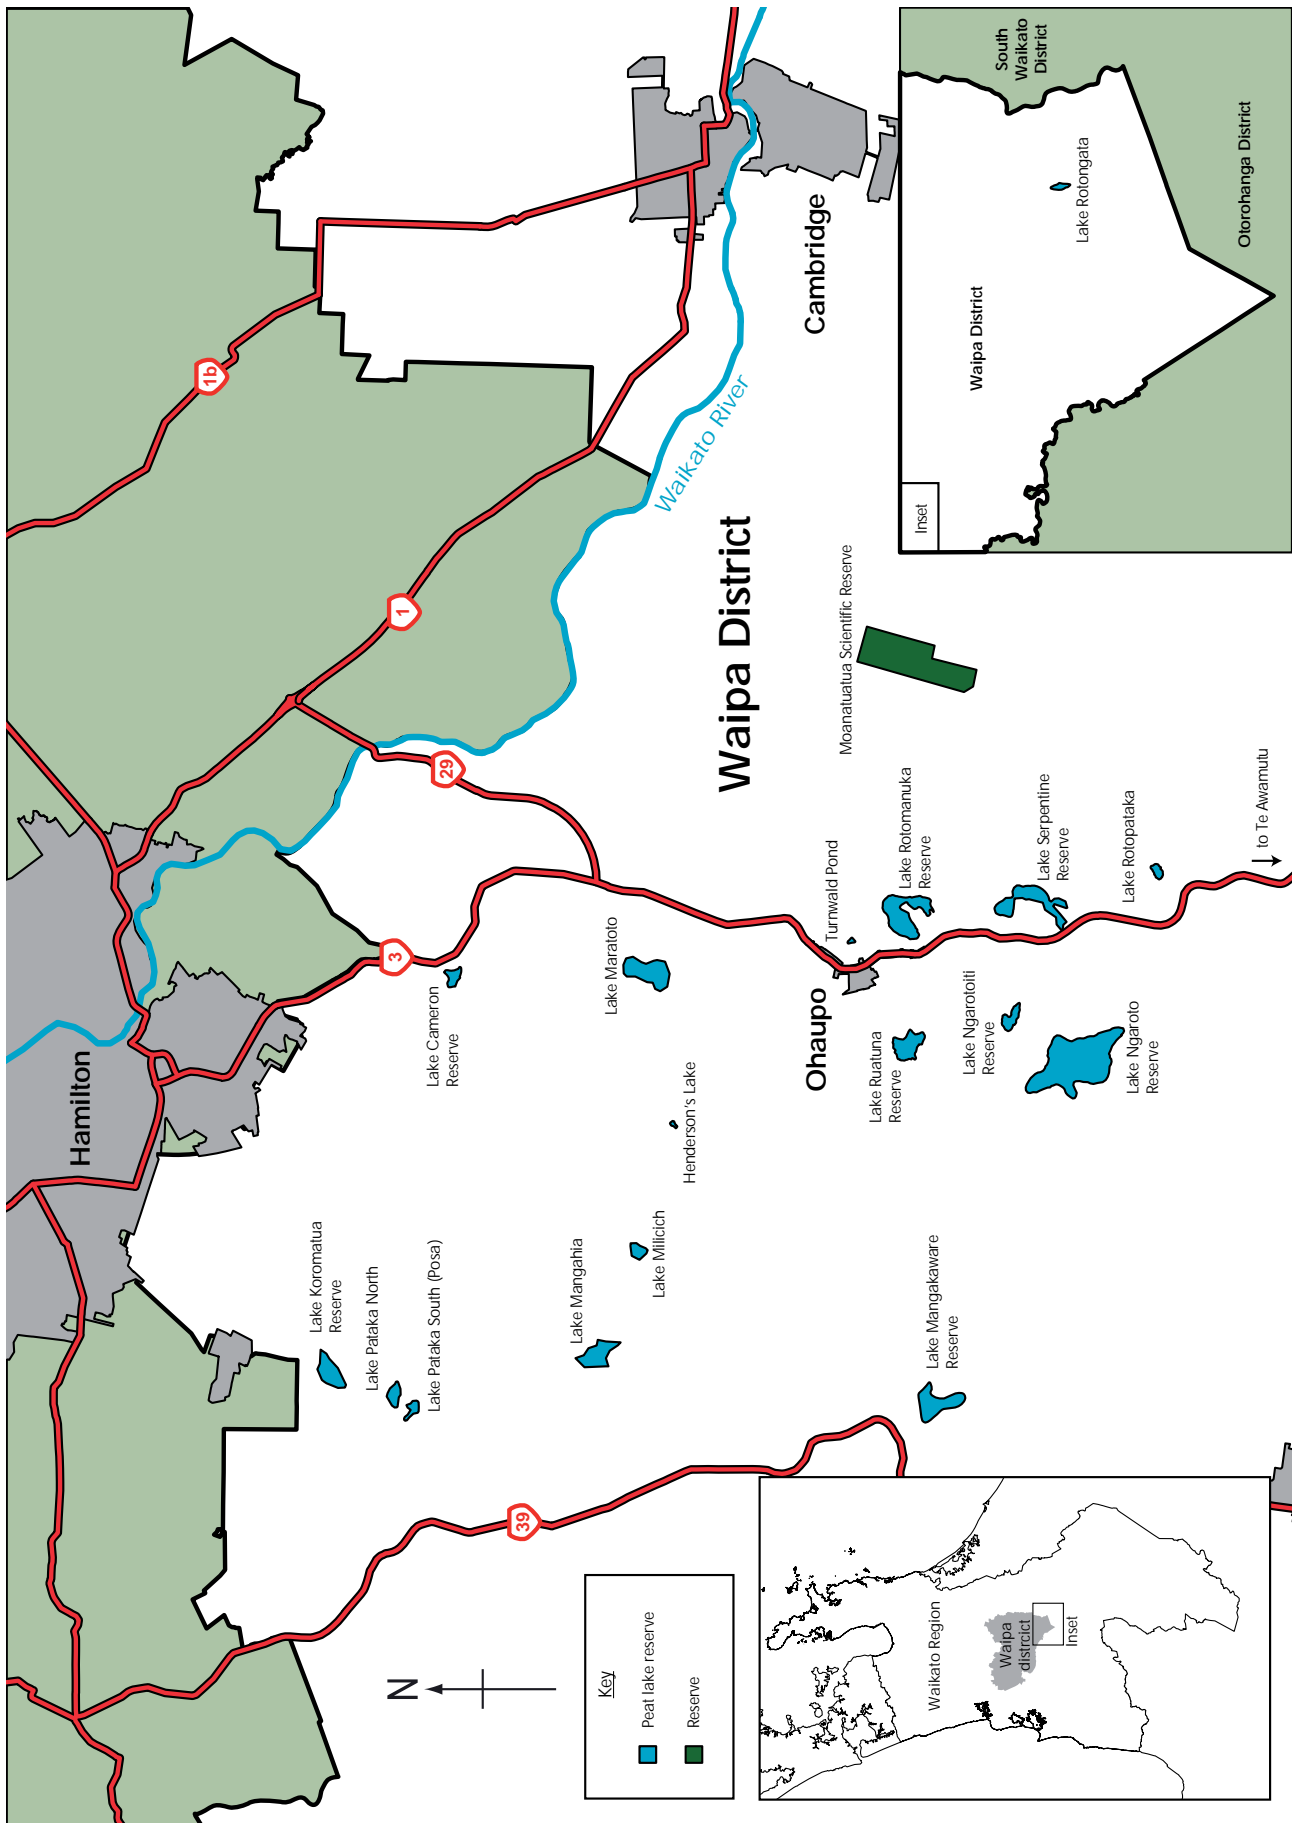 Hamilton
1b
1
29
3
39
Waikato River
Cambridge
Waipa District
Lake Koromatua
Reserve
Lake Pataka North
Lake Pataka South (Posa)
Lake Cameron
Reserve
Lake Mangahia
Lake Milicich
Henderson's Lake
Lake Maratoto
Ohaupo
Turnwald Pond
Moanatuatua Scientific Reserve
Lake Mangakaware
Reserve
Lake Ruatuna
Reserve
Lake Rotomanuka
Reserve
Lake Ngarotoiti
Reserve
Lake Serpentine
Reserve
Lake Ngaroto
Reserve
Lake Rotopataka
to Te Awamutu
N
Key
Peat lake reserve
Reserve
Waikato Region
Waipa
distrcict
Inset
Inset
Waipa District
South
Waikato
District
Lake Rotongata
Otorohanga District